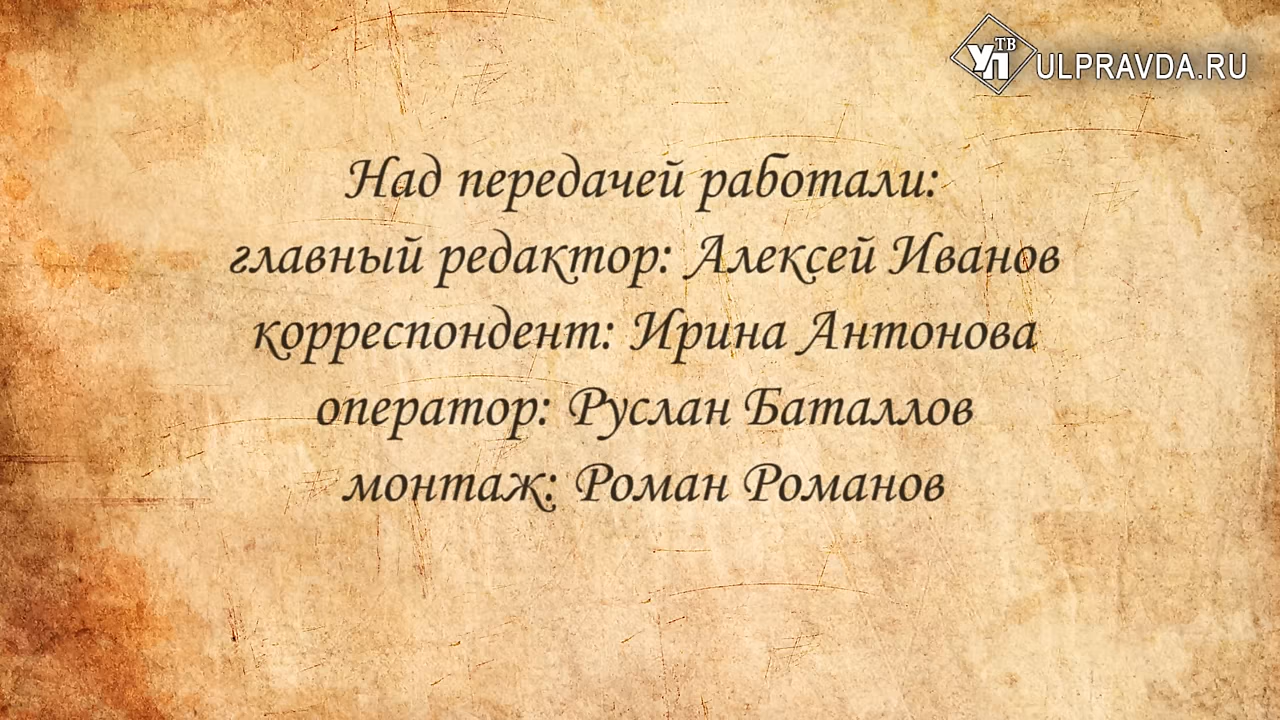 УП ТВ ULPRAVDA.RU
Над передачей работали:
главный редактор: Алексей Иванов
корреспондент: Ирина Антонова
оператор: Руслан Баталлов
монтаж: Роман Романов